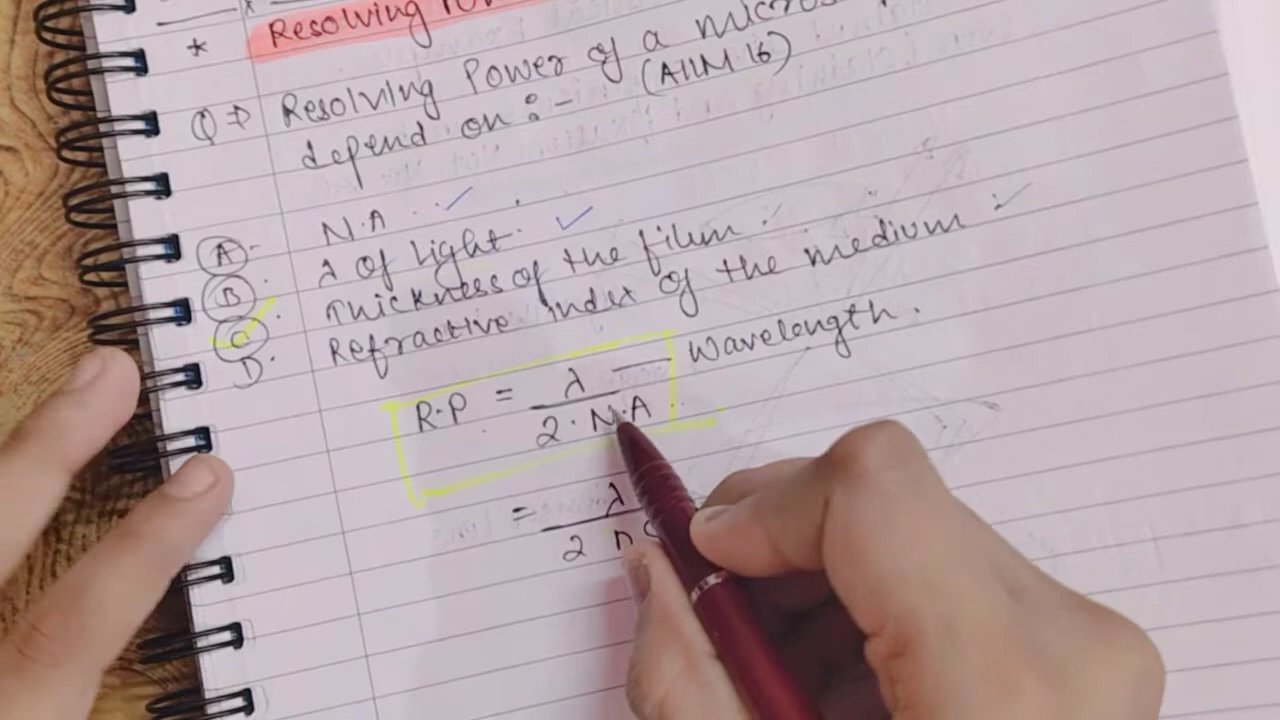 Resolving
*
Q ⇒ Resolving Power of a
depend on :- (AIIM 16)
A - N.A. ✓
B. λ of light. ✓
C. Thickness of the film.
D. Refractive index of the medium ✓
R.P = λ / 2.N.A — Wavelength.
= λ / 2 n